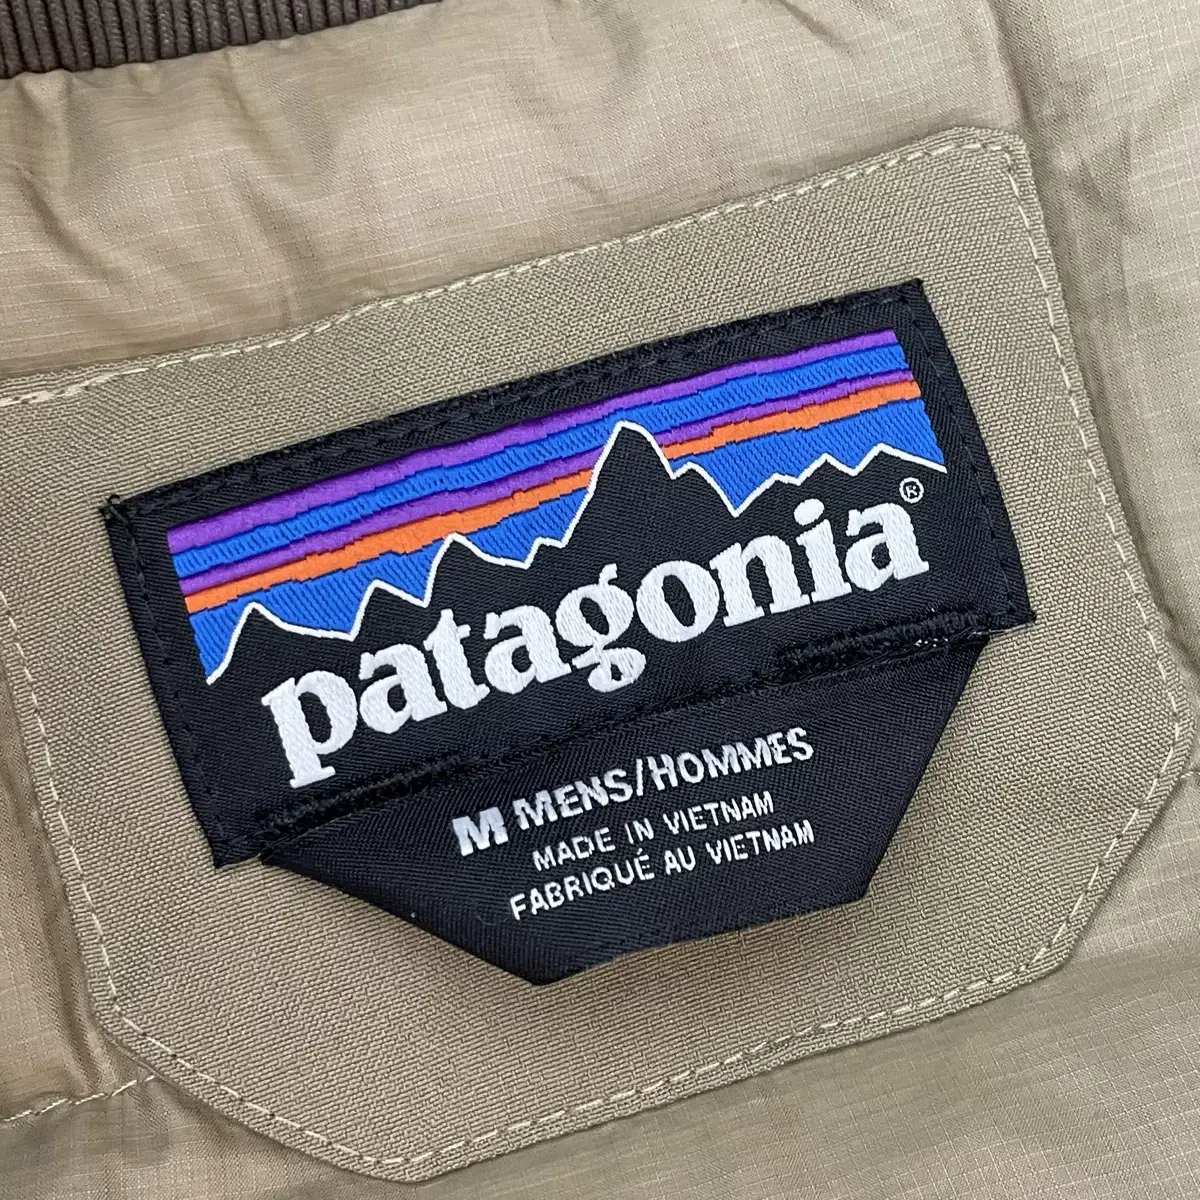 patagonia®
M MENS/HOMMES
MADE IN VIETNAM
FABRIQUÉ AU VIETNAM